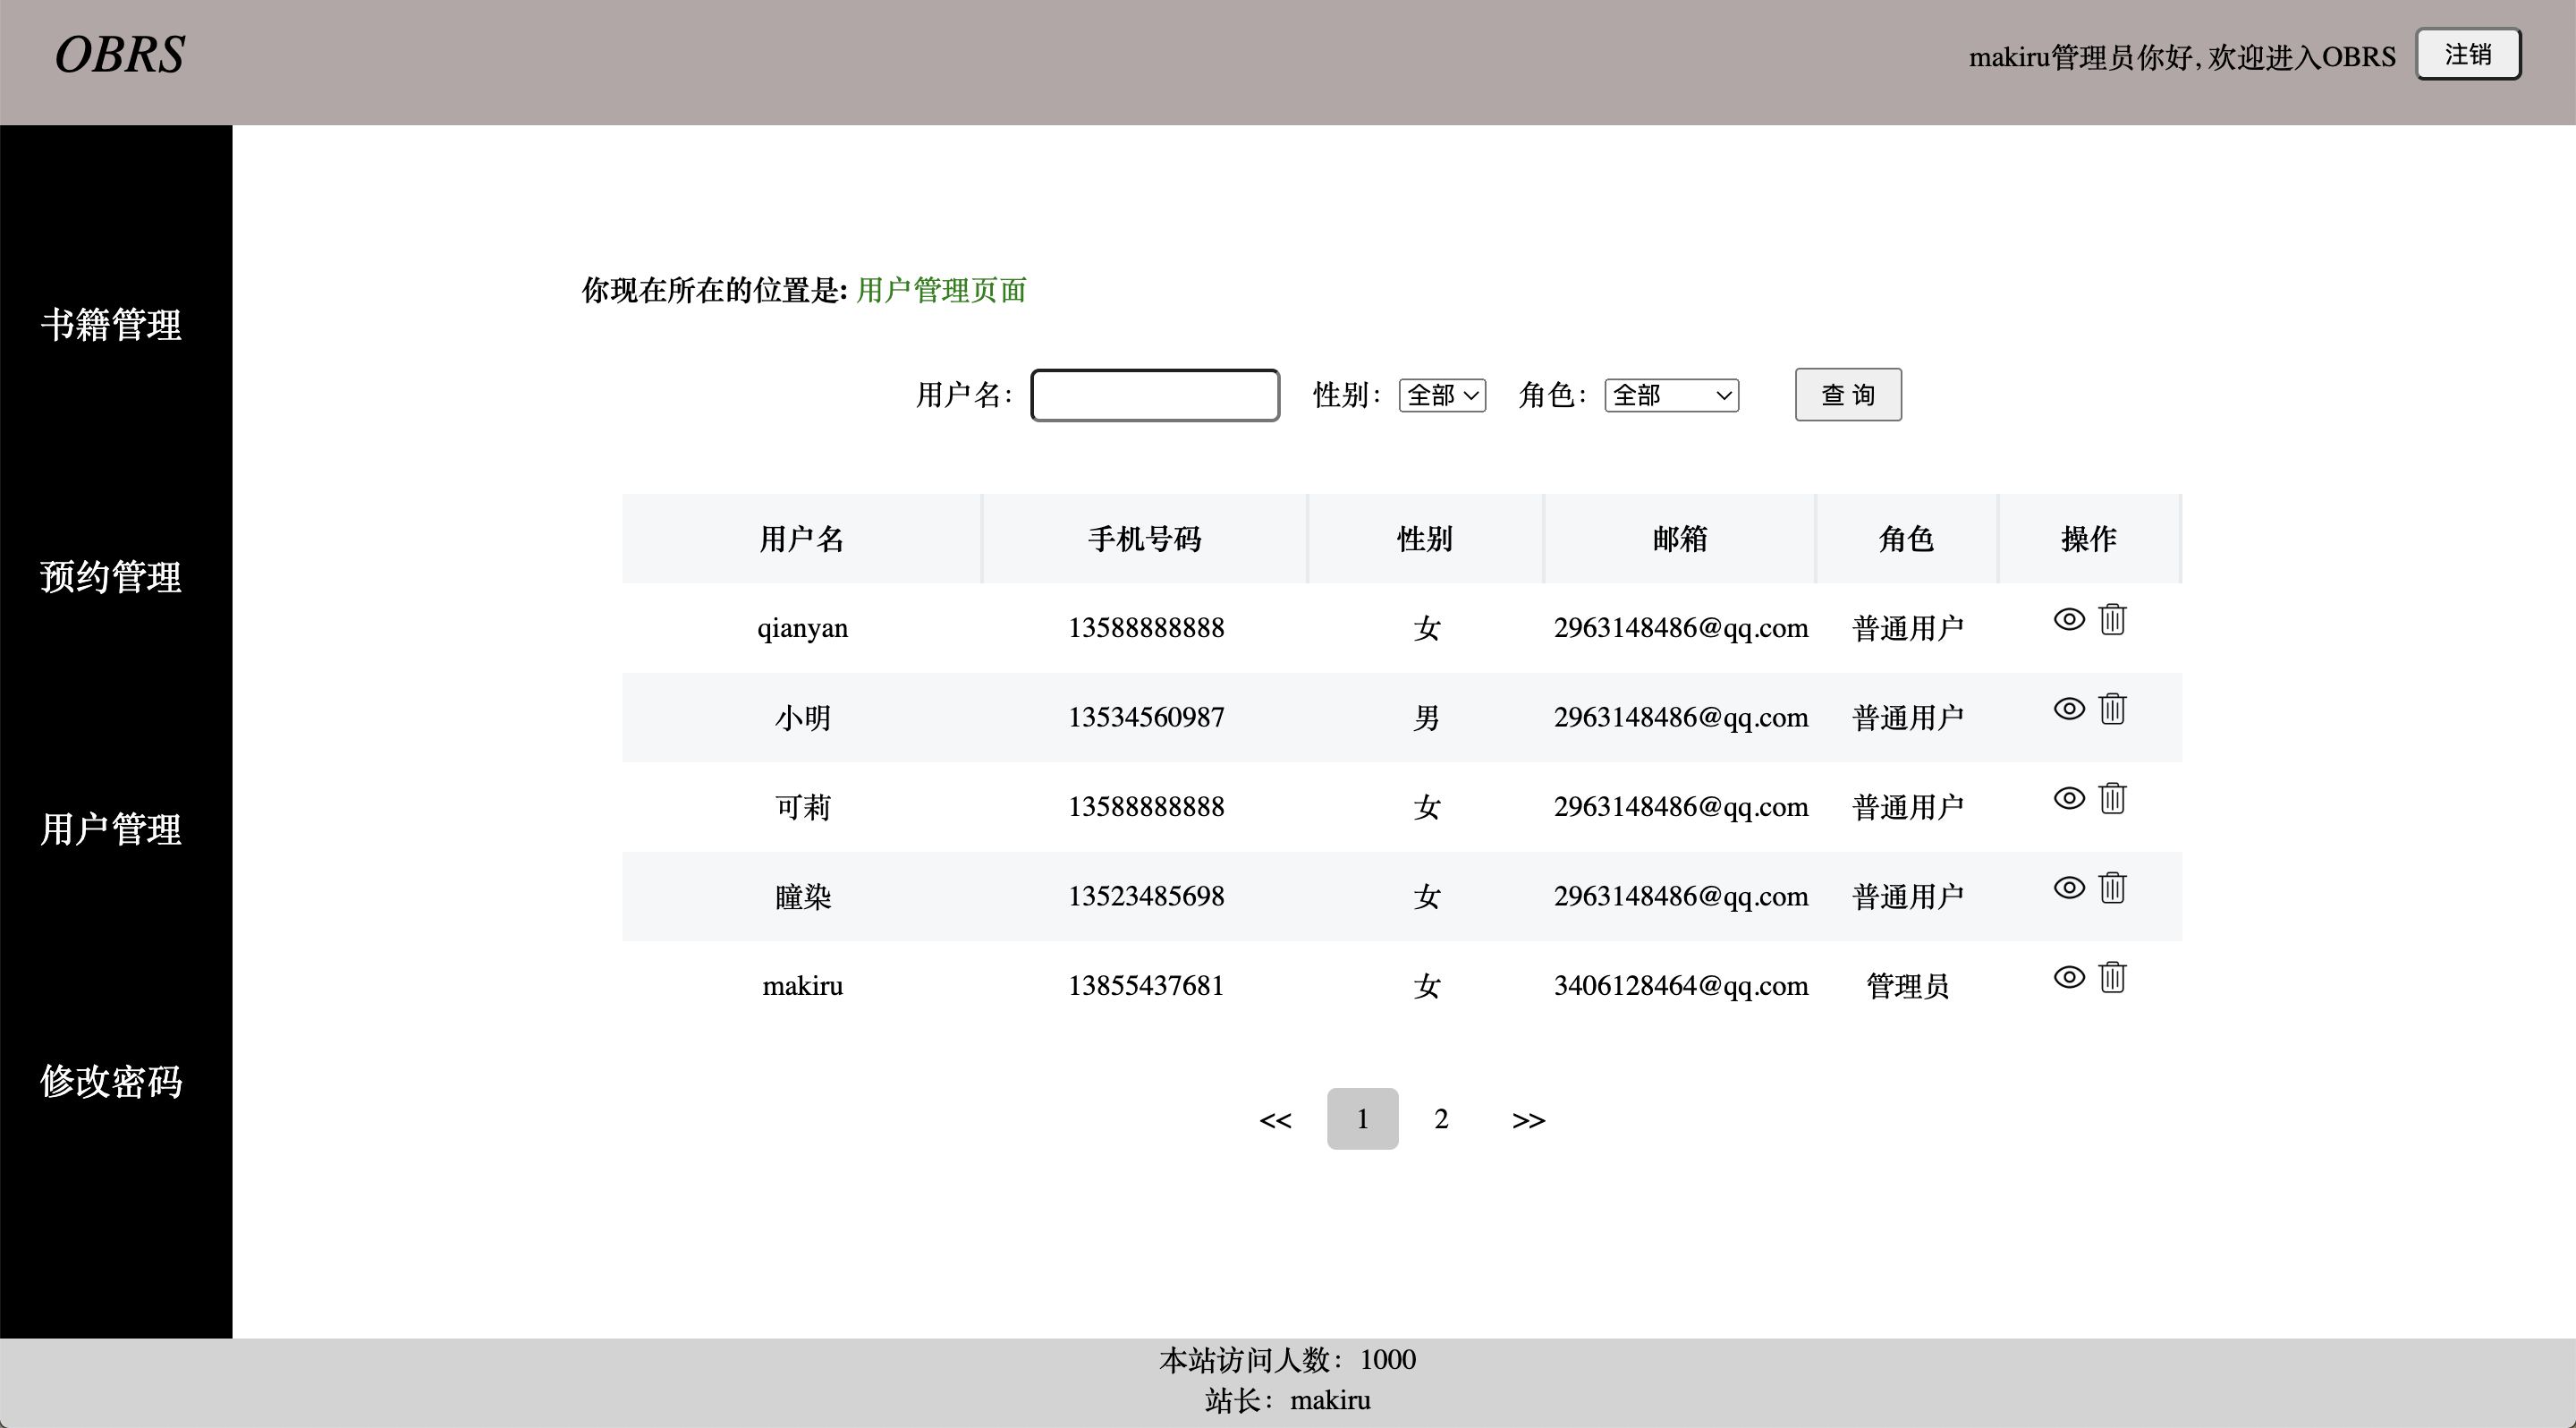 OBRS
makiru管理员你好, 欢迎进入OBRS 注销
书籍管理
预约管理
用户管理
修改密码
你现在所在的位置是: 用户管理页面
用户名： 性别： 全部 角色： 全部 查 询
用户名 手机号码 性别 邮箱 角色 操作
qianyan 13588888888 女 2963148486@qq.com 普通用户
小明 13534560987 男 2963148486@qq.com 普通用户
可莉 13588888888 女 2963148486@qq.com 普通用户
瞳染 13523485698 女 2963148486@qq.com 普通用户
makiru 13855437681 女 3406128464@qq.com 管理员
<< 1 2 >>
本站访问人数：1000
站长：makiru